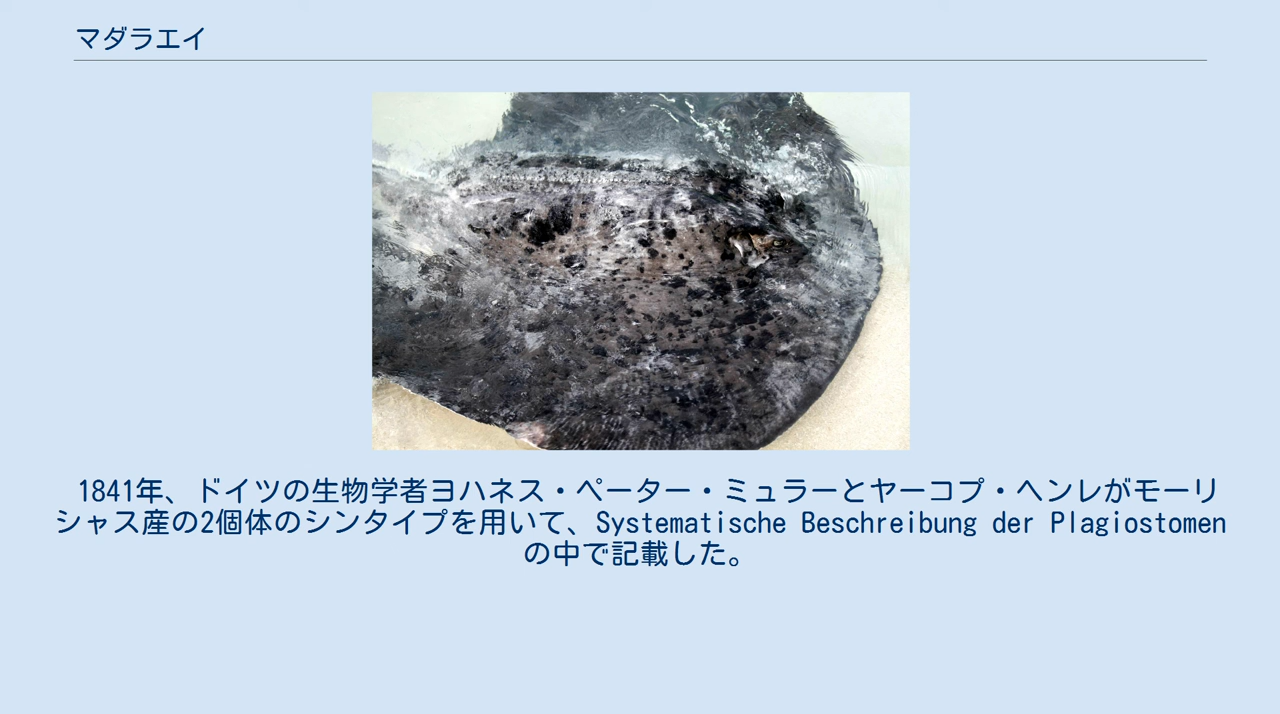 マダラエイ
1841年、ドイツの生物学者ヨハネス・ペーター・ミュラーとヤーコプ・ヘンレがモーリ
シャス産の2個体のシンタイプを用いて、Systematische Beschreibung der Plagiostomen
の中で記載した。